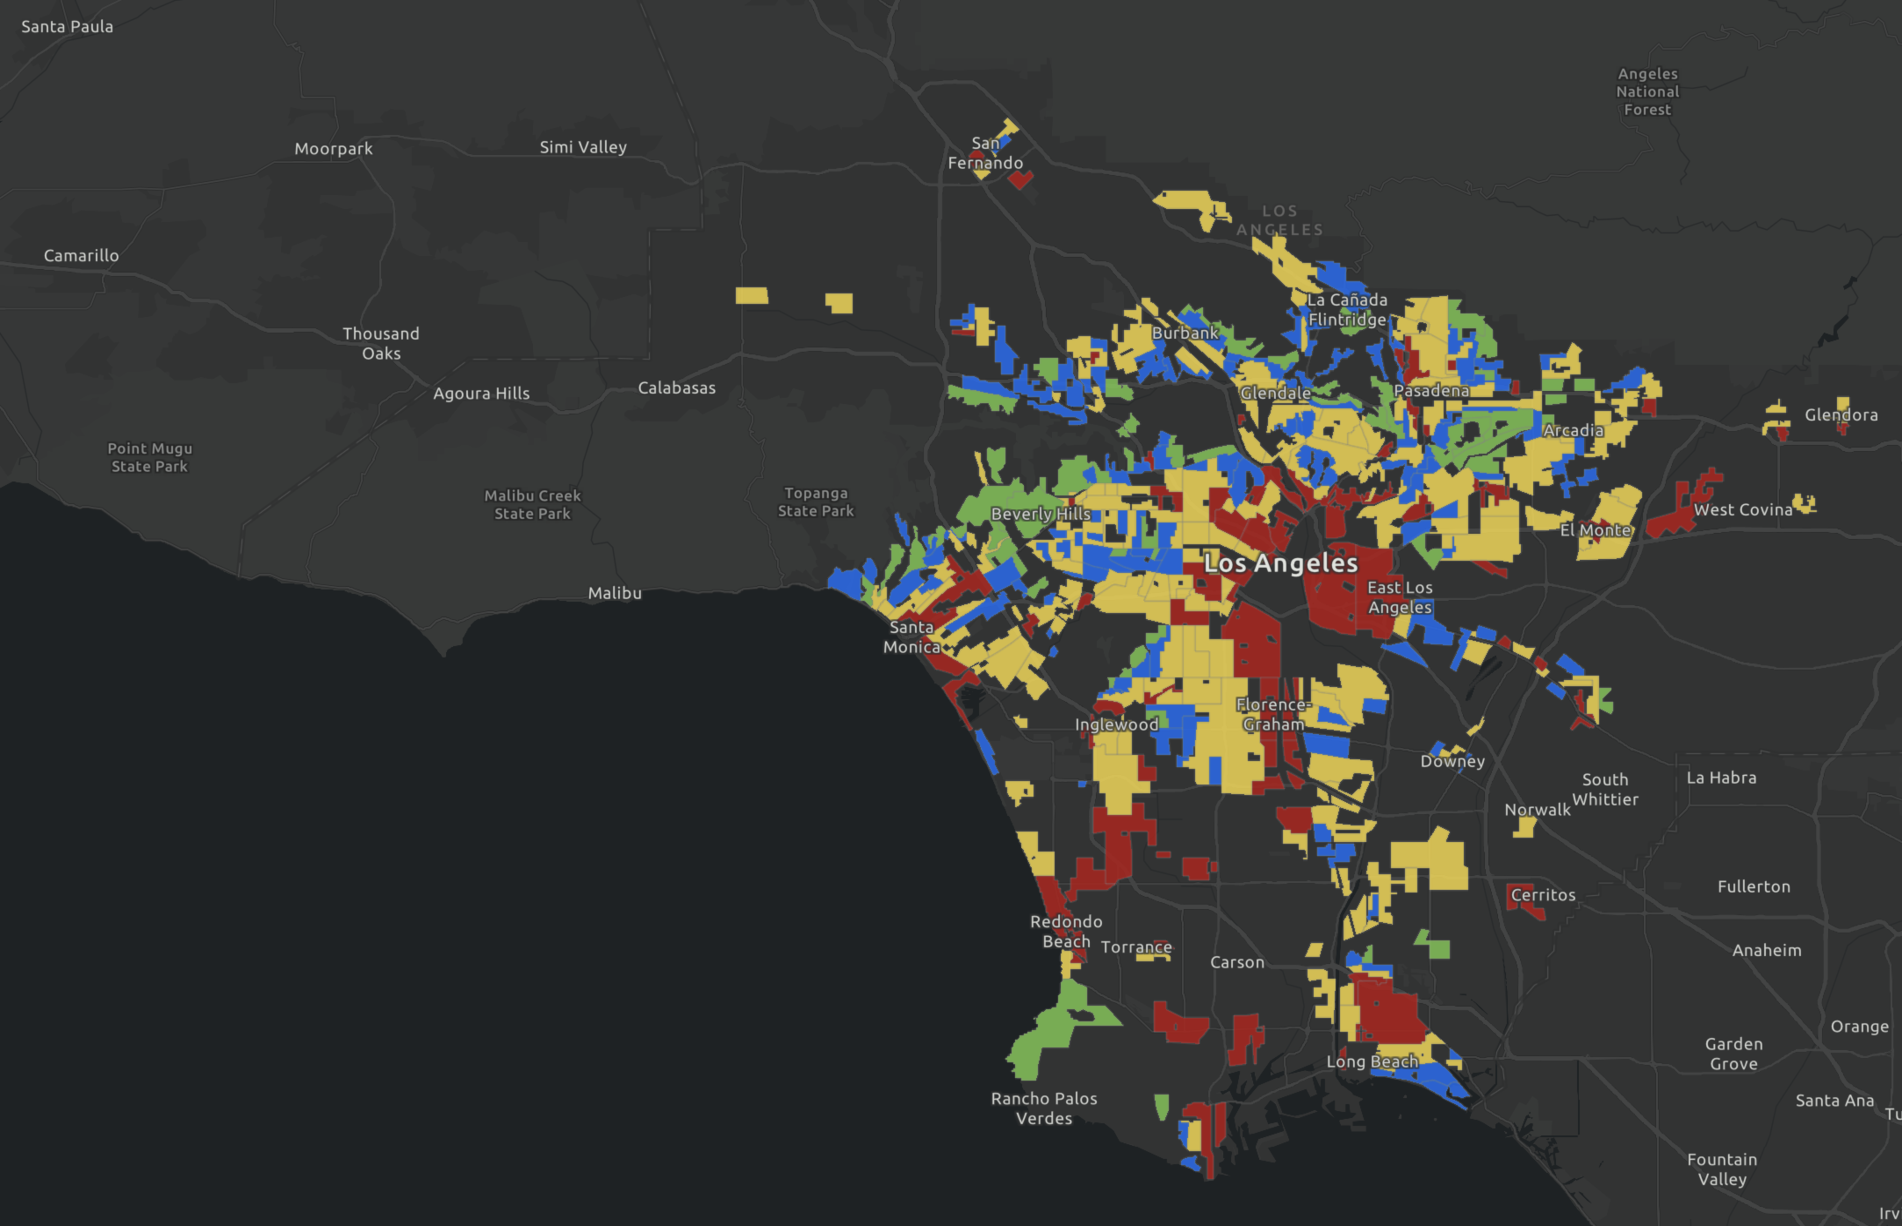 Santa Paula
Angeles
National
Forest
Moorpark
Simi Valley
San
Fernando
LOS
ANGELES
Camarillo
La Cañada
Flintridge
Thousand
Oaks
Burbank
Agoura Hills
Calabasas
Glendale
Pasadena
Glendora
Arcadia
Point Mugu
State Park
Malibu Creek
State Park
Topanga
State Park
Beverly Hills
West Covina
El Monte
Los Angeles
Malibu
East Los
Angeles
Santa
Monica
Inglewood
Florence-
Graham
Downey
South
Whittier
La Habra
Norwalk
Cerritos
Fullerton
Redondo
Beach
Torrance
Carson
Anaheim
Orange
Garden
Grove
Long Beach
Rancho Palos
Verdes
Santa Ana
Tu
Fountain
Valley
Irv